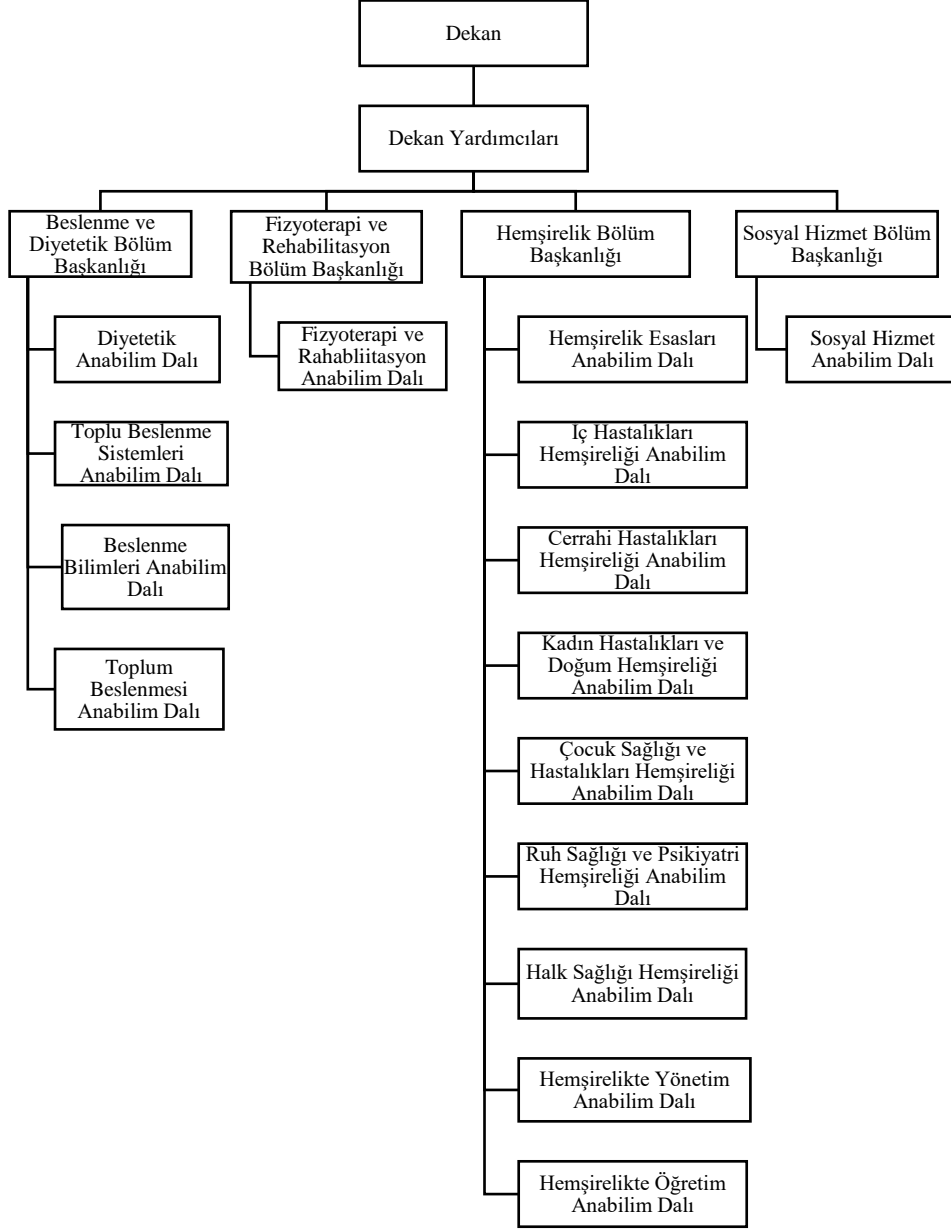 Dekan
Dekan Yardımcıları
Beslenme ve
Diyetetik Bölüm
Başkanlığı
Diyetetik
Anabilim Dalı
Toplu Beslenme
Sistemleri
Anabilim Dalı
Beslenme
Bilimleri Anabilim
Dalı
Toplum
Beslenmesi
Anabilim Dalı
Fizyoterapi ve
Rehabilitasyon
Bölüm Başkanlığı
Fizyoterapi ve
Rahabliitasyon
Anabilim Dalı
Hemşirelik Bölüm
Başkanlığı
Hemşirelik Esasları
Anabilim Dalı
İç Hastalıkları
Hemşireliği Anabilim
Dalı
Cerrahi Hastalıkları
Hemşireliği Anabilim
Dalı
Kadın Hastalıkları ve
Doğum Hemşireliği
Anabilim Dalı
Çocuk Sağlığı ve
Hastalıkları Hemşireliği
Anabilim Dalı
Ruh Sağlığı ve Psikiyatri
Hemşireliği Anabilim
Dalı
Halk Sağlığı Hemşireliği
Anabilim Dalı
Hemşirelikte Yönetim
Anabilim Dalı
Hemşirelikte Öğretim
Anabilim Dalı
Sosyal Hizmet Bölüm
Başkanlığı
Sosyal Hizmet
Anabilim Dalı